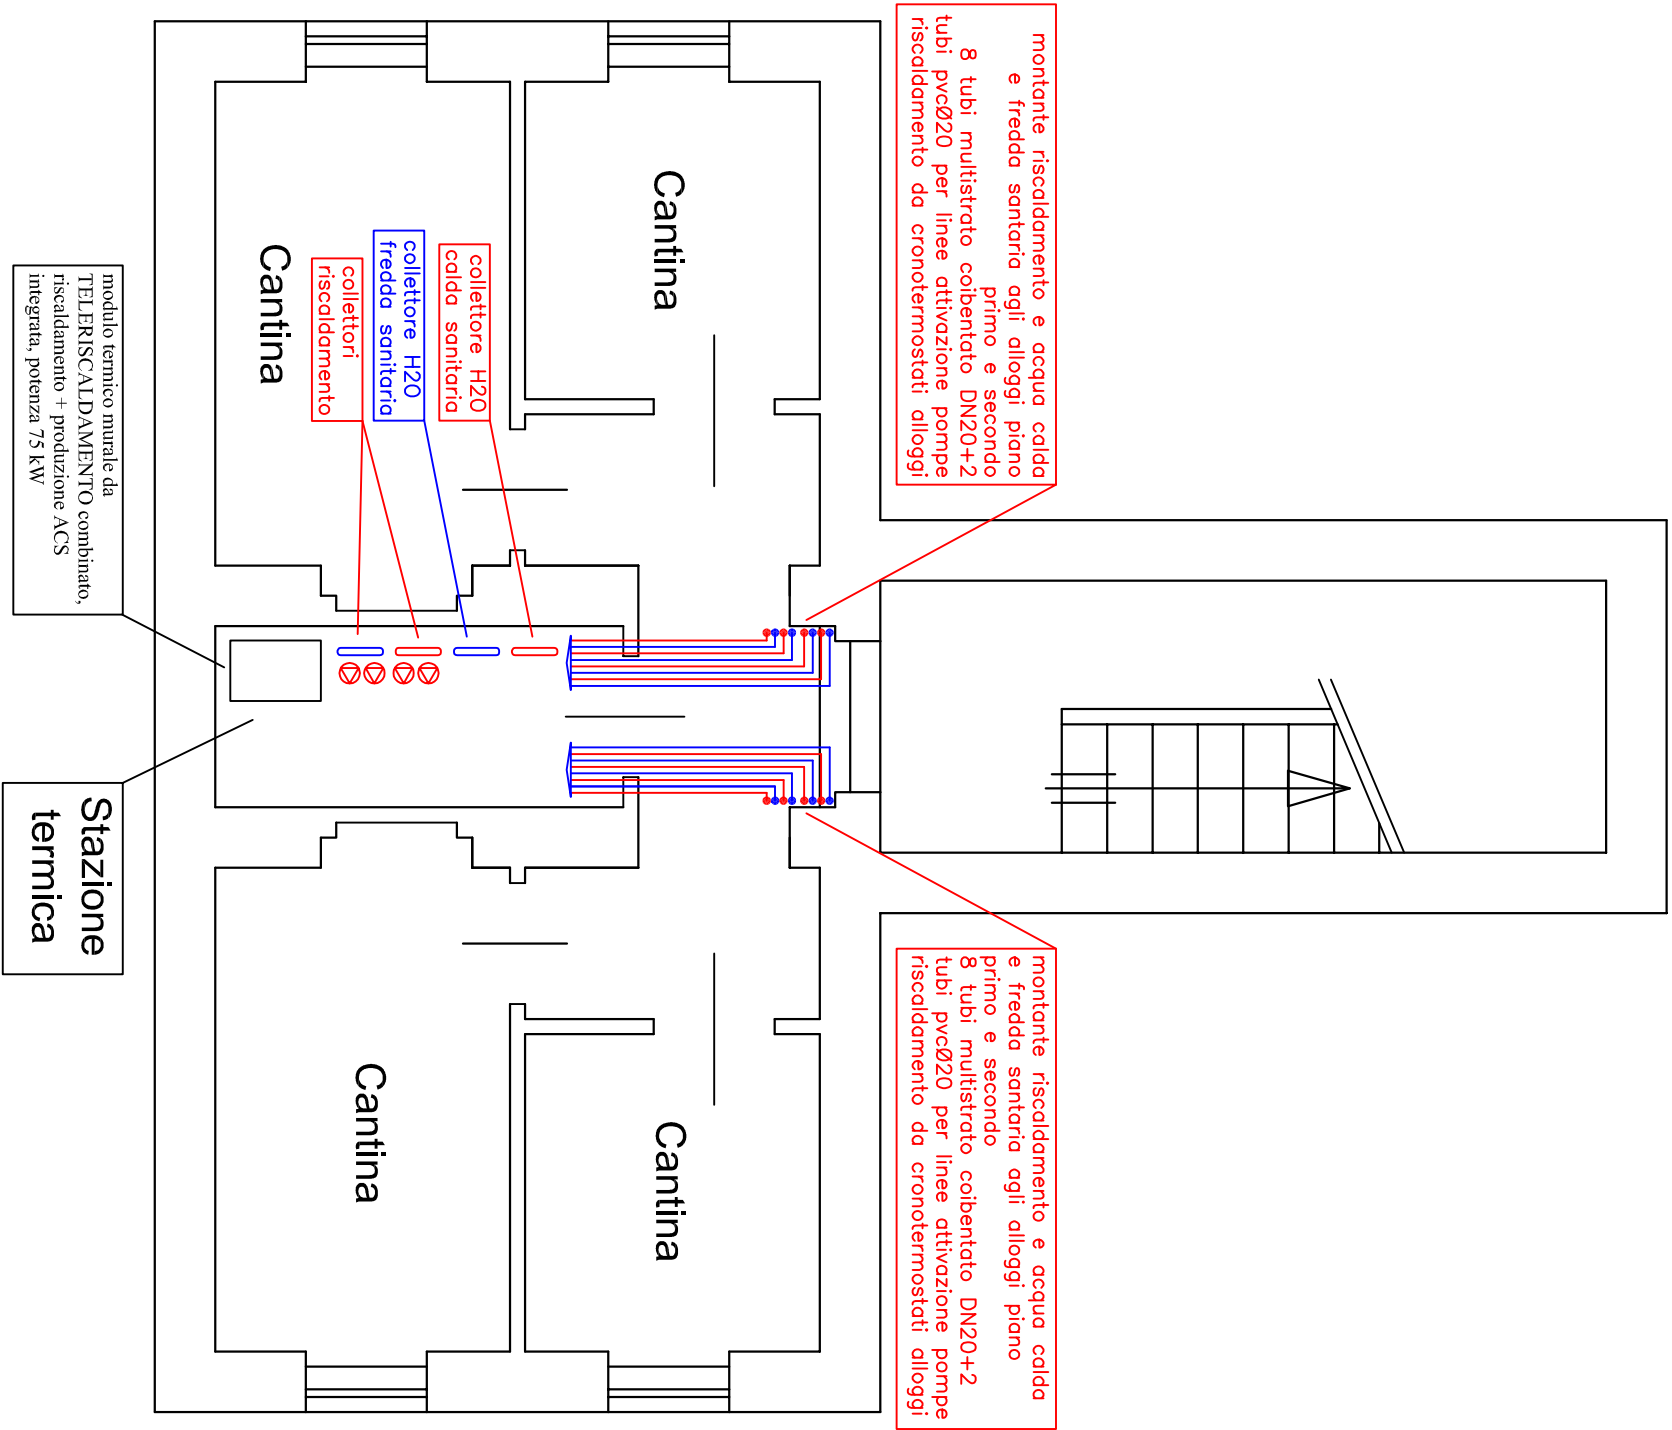 montante riscaldamento e acqua calda
e fredda santaria agli alloggi piano
primo e secondo
8 tubi multistrato coibentato DN20+2
tubi pvcØ20 per linee attivazione pompe
riscaldamento da cronotermostati alloggi
montante riscaldamento e acqua calda
e fredda santaria agli alloggi piano
primo e secondo
8 tubi multistrato coibentato DN20+2
tubi pvcØ20 per linee attivazione pompe
riscaldamento da cronotermostati alloggi
Cantina
Cantina
collettore H20
calda sanitaria
collettore H20
fredda sanitaria
collettori
riscaldamento
Cantina
Cantina
modulo termico murale da
TELERISCALDAMENTO combinato,
riscaldamento + produzione ACS
integrata, potenza 75 kW
Stazione
termica